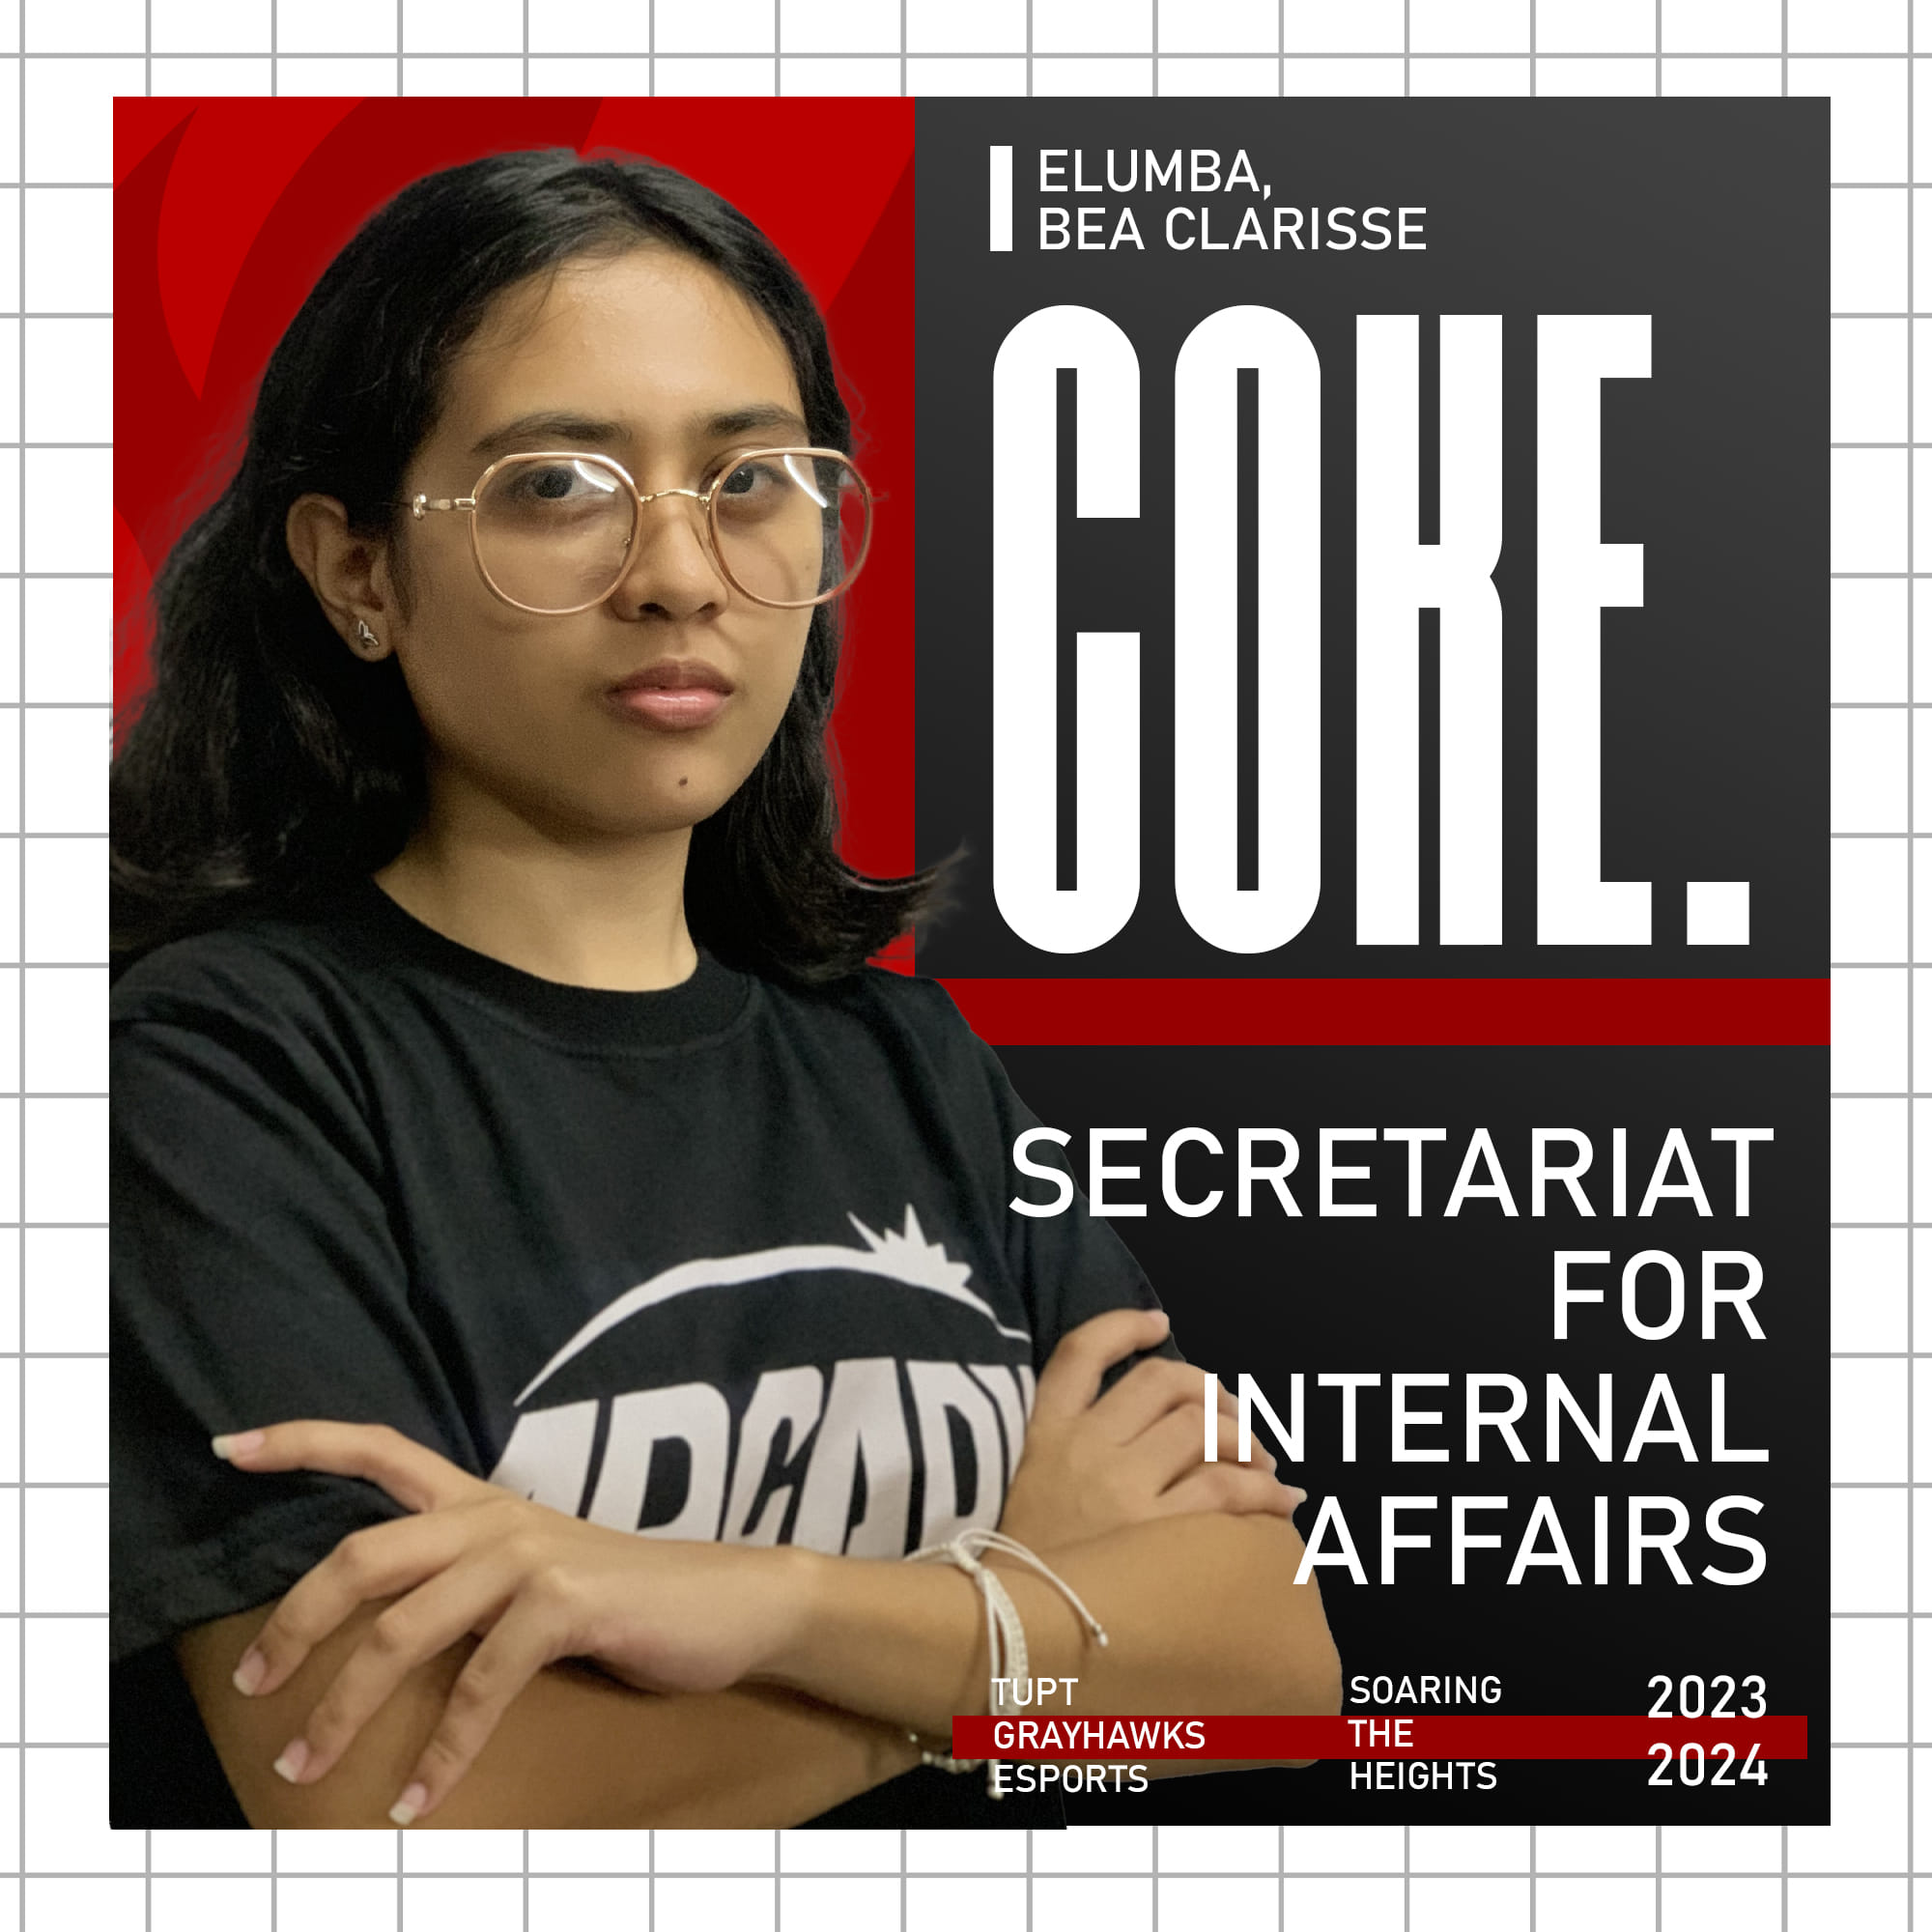 ELUMBA,
BEA CLARISSE
COKE.
SECRETARIAT
FOR
INTERNAL
AFFAIRS
TUPT
GRAYHAWKS
ESPORTS
SOARING
THE
HEIGHTS
2023
2024